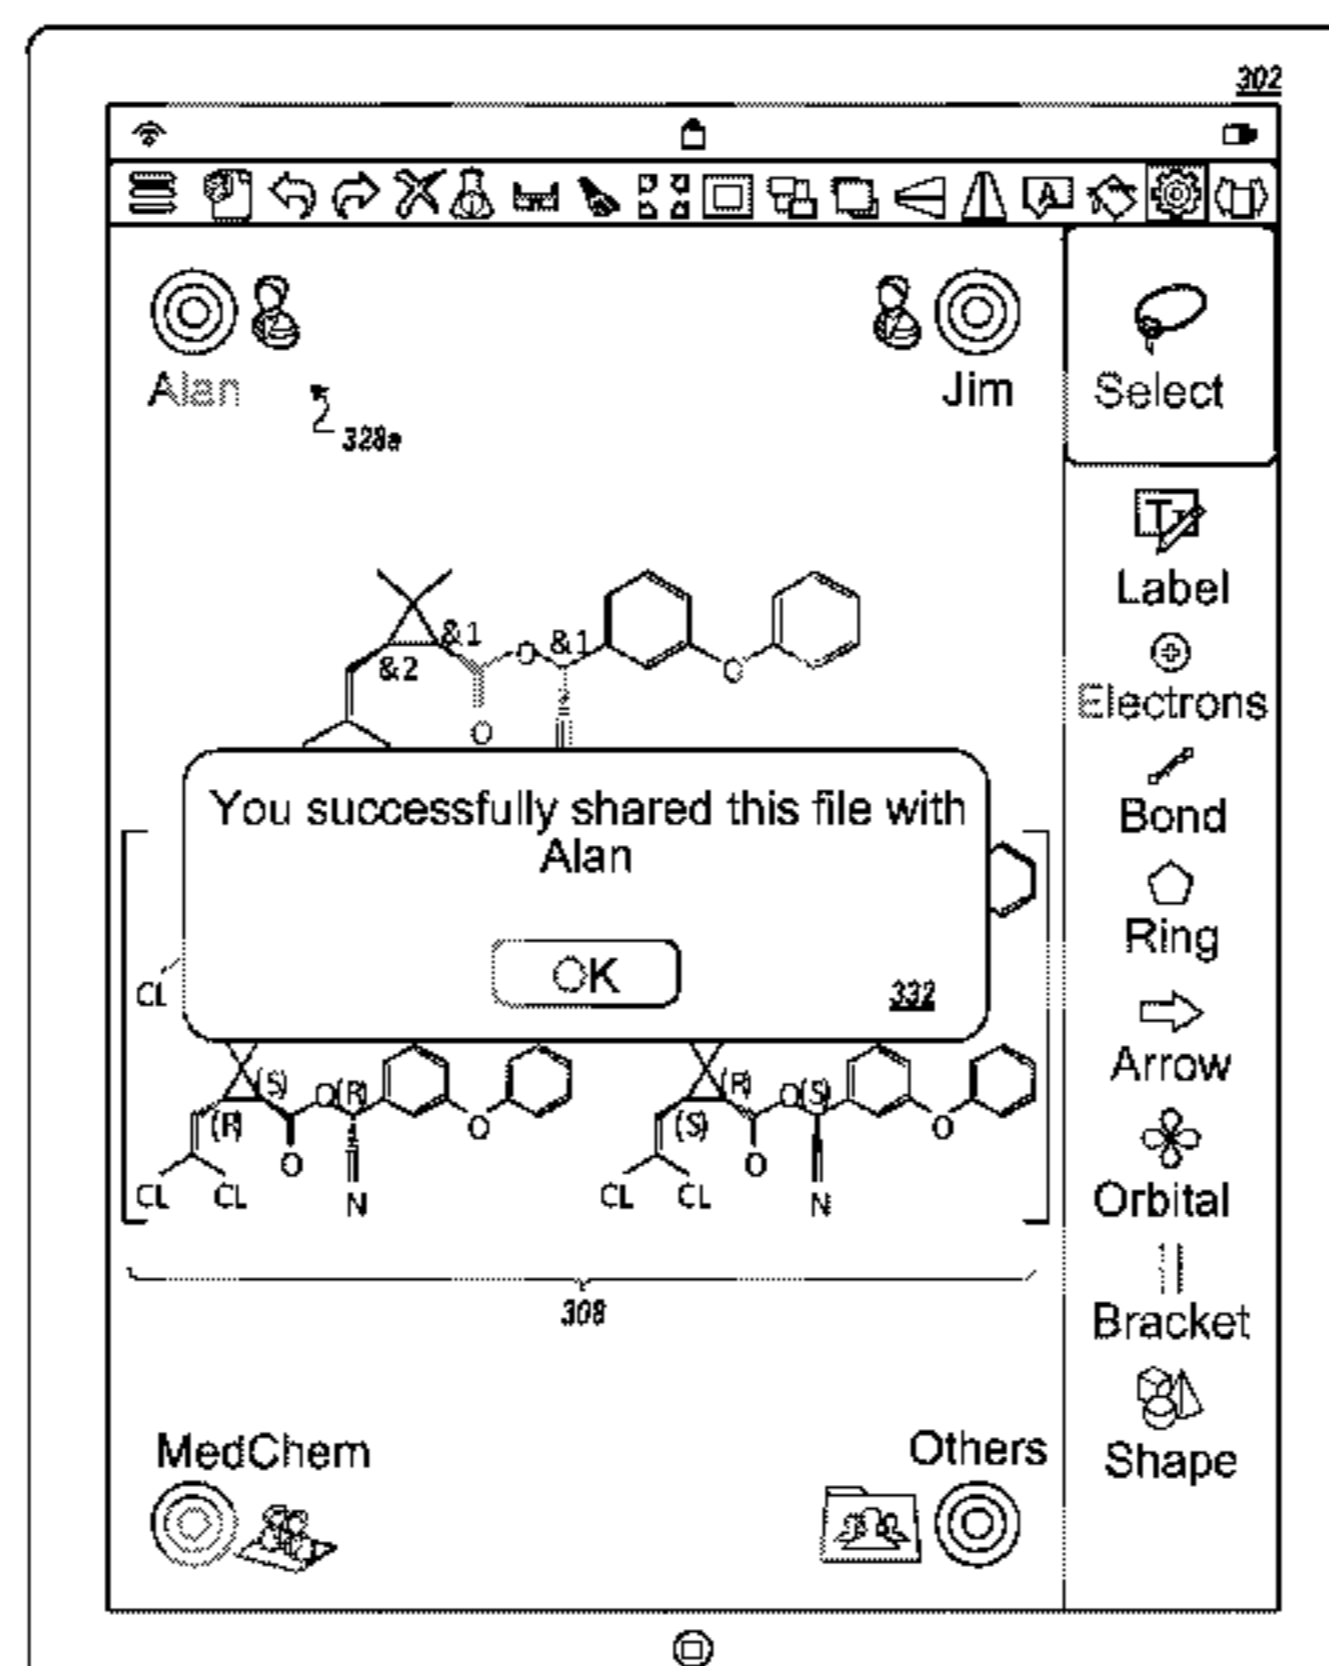 302
A
Alan
Jim
Select
328a
T
Label
&1
&1
O
&2
O
O
Electrons
You successfully shared this file with
Alan
Bond
Ring
OK
CL
332
Arrow
(S)
O
(R)
(R)
O
(S)
(R)
O
(S)
O
O
O
CL
CL
N
CL
CL
N
Orbital
308
Bracket
MedChem
Others
Shape